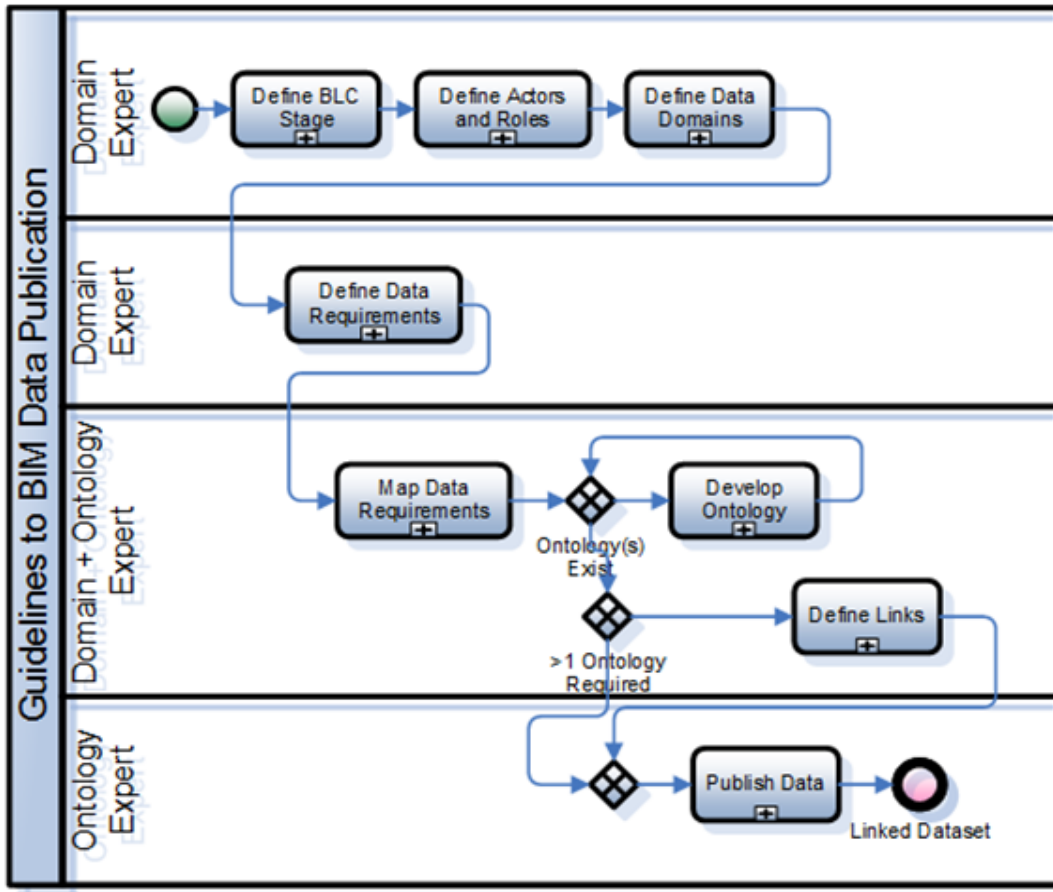 Guidelines to BIM Data Publication
Domain
Expert
Define BLC
Stage
Define Actors
and Roles
Define Data
Domains
Domain
Expert
Define Data
Requirements
Domain + Ontology
Expert
Map Data
Requirements
Develop
Ontology
Ontology(s)
Exist
Define Links
>1 Ontology
Required
Ontology
Expert
Publish Data
Linked Dataset